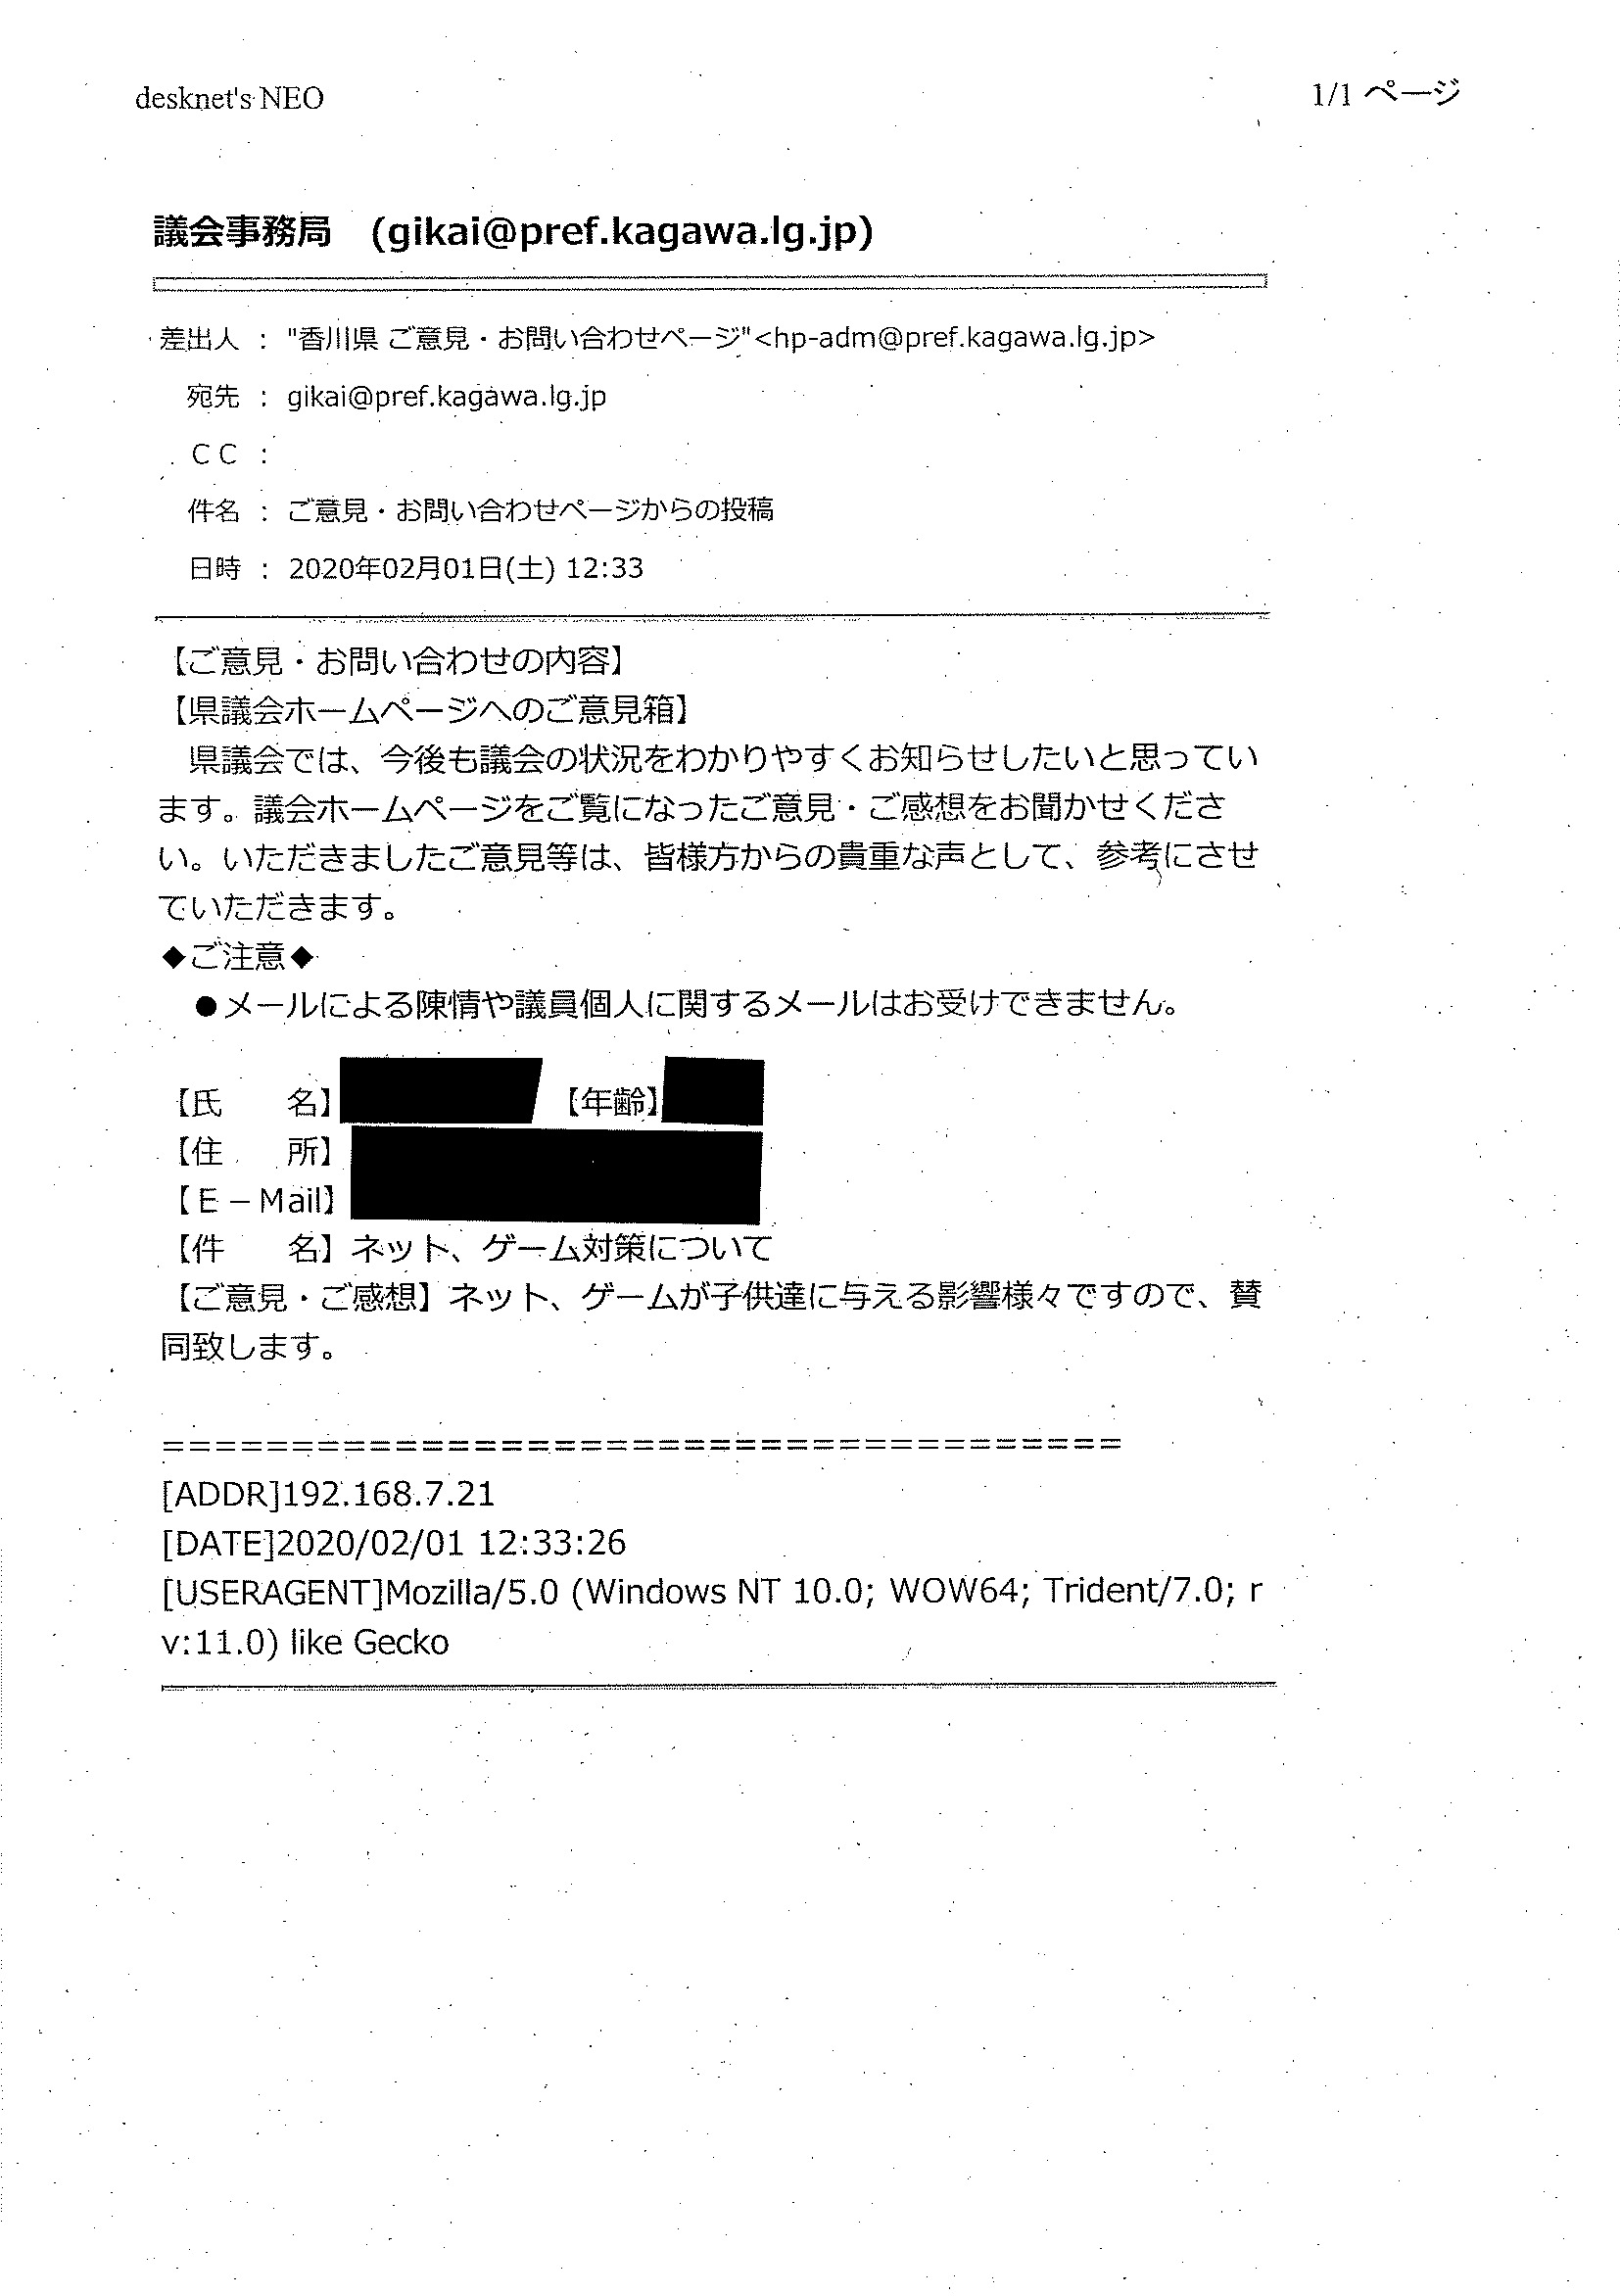 desknet's NEO
1/1 ページ
議会事務局　(gikai@pref.kagawa.lg.jp)
差出人 ： "香川県 ご意見・お問い合わせページ"<hp-adm@pref.kagawa.lg.jp>
宛先 ： gikai@pref.kagawa.lg.jp
ＣＣ ：
件名 ： ご意見・お問い合わせページからの投稿
日時 ： 2020年02月01日(土) 12:33
【ご意見・お問い合わせの内容】
【県議会ホームページへのご意見箱】
　県議会では、今後も議会の状況をわかりやすくお知らせしたいと思ってい
ます。議会ホームページをご覧になったご意見・ご感想をお聞かせくださ
い。いただきましたご意見等は、皆様方からの貴重な声として、参考にさせ
ていただきます。
◆ご注意◆
　●メールによる陳情や議員個人に関するメールはお受けできません。
【氏　　名】　【年齢】
【住　　所】
【Ｅ－Mail】
【件　　名】ネット、ゲーム対策について
【ご意見・ご感想】ネット、ゲームが子供達に与える影響様々ですので、賛
同致します。
=====================================
[ADDR]192.168.7.21
[DATE]2020/02/01 12:33:26
[USERAGENT]Mozilla/5.0 (Windows NT 10.0; WOW64; Trident/7.0; r
v:11.0) like Gecko